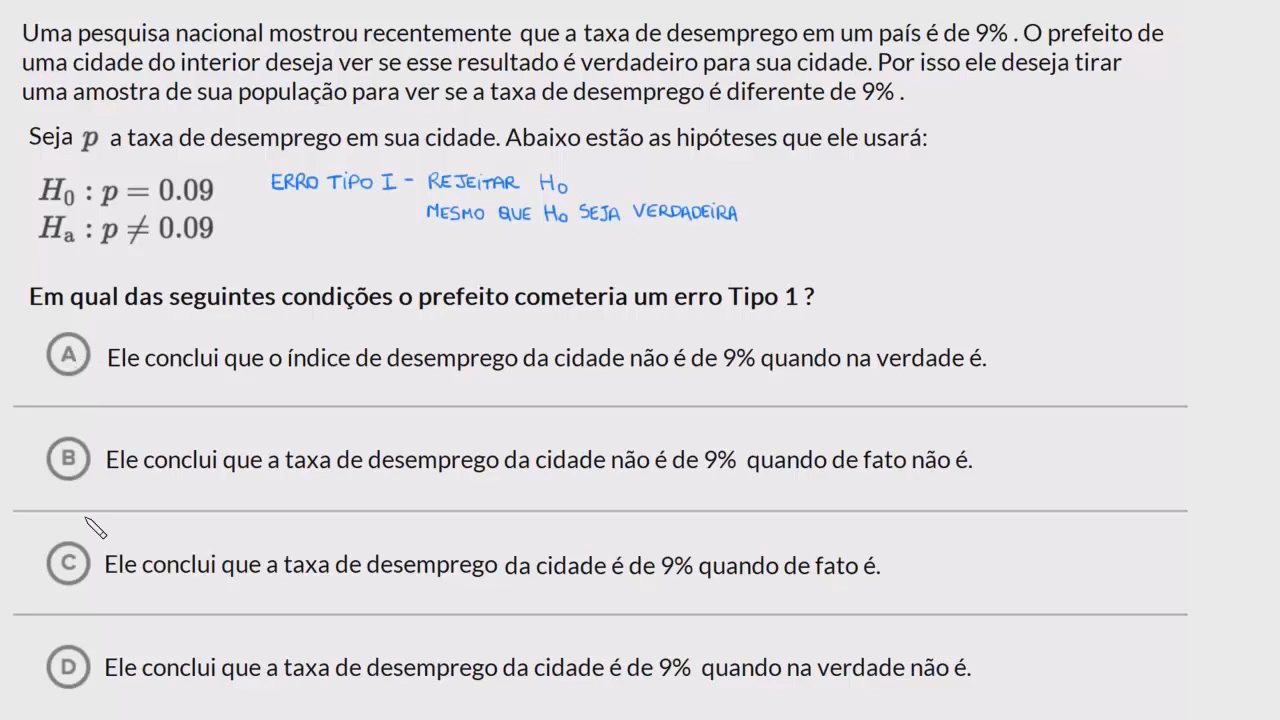 Uma pesquisa nacional mostrou recentemente que a taxa de desemprego em um país é de 9% . O prefeito de
uma cidade do interior deseja ver se esse resultado é verdadeiro para sua cidade. Por isso ele deseja tirar
uma amostra de sua população para ver se a taxa de desemprego é diferente de 9% .
Seja p a taxa de desemprego em sua cidade. Abaixo estão as hipóteses que ele usará:
H₀ : p = 0.09
ERRO TIPO I - REJEITAR H₀
MESMO QUE H₀ SEJA VERDADEIRA
Hₐ : p ≠ 0.09
Em qual das seguintes condições o prefeito cometeria um erro Tipo 1 ?
A Ele conclui que o índice de desemprego da cidade não é de 9% quando na verdade é.
B Ele conclui que a taxa de desemprego da cidade não é de 9% quando de fato não é.
C Ele conclui que a taxa de desemprego da cidade é de 9% quando de fato é.
D Ele conclui que a taxa de desemprego da cidade é de 9% quando na verdade não é.